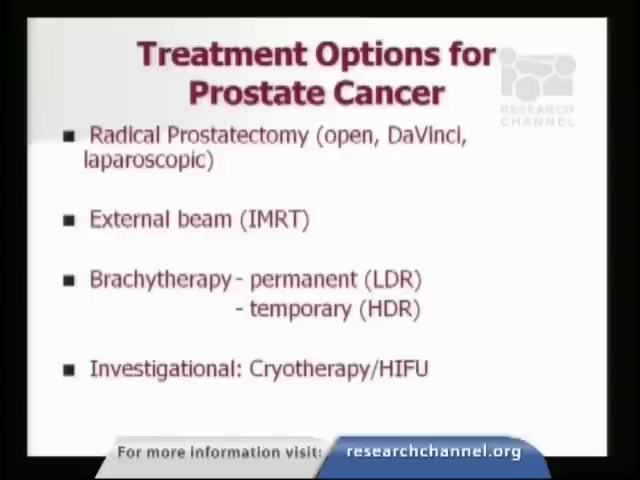 Treatment Options for
Prostate Cancer
RESEARCH
CHANNEL
Radical Prostatectomy (open, DaVinci,
laparoscopic)
External beam (IMRT)
Brachytherapy - permanent (LDR)
- temporary (HDR)
Investigational: Cryotherapy/HIFU
For more information visit: researchchannel.org